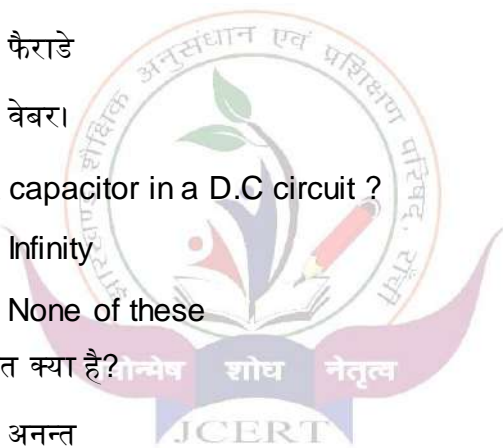 फैराडे
वेबर।
capacitor in a D.C circuit ?
Infinity
None of these
त क्या है?
अनन्त
शैक्षिक अनुसंधान एवं प्रशिक्षण परिषद, राँची
शोध नेतृत्व
JCERT